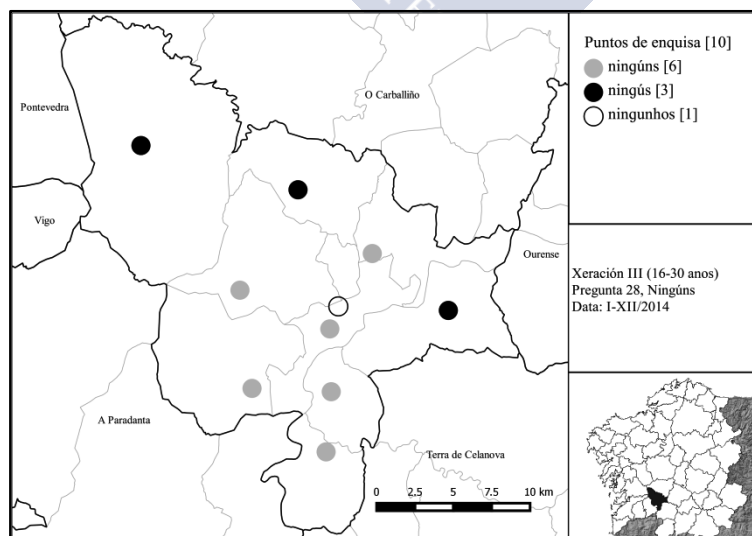 Puntos de enquisa [10]
ningúns [6]
ningús [3]
ningunhos [1]
O Carballiño
Pontevedra
Vigo
Ourense
Xeración III (16-30 anos)
Pregunta 28, Ningúns
Data: I-XII/2014
A Paradanta
Terra de Celanova
0 2.5 5 7.5 10 km